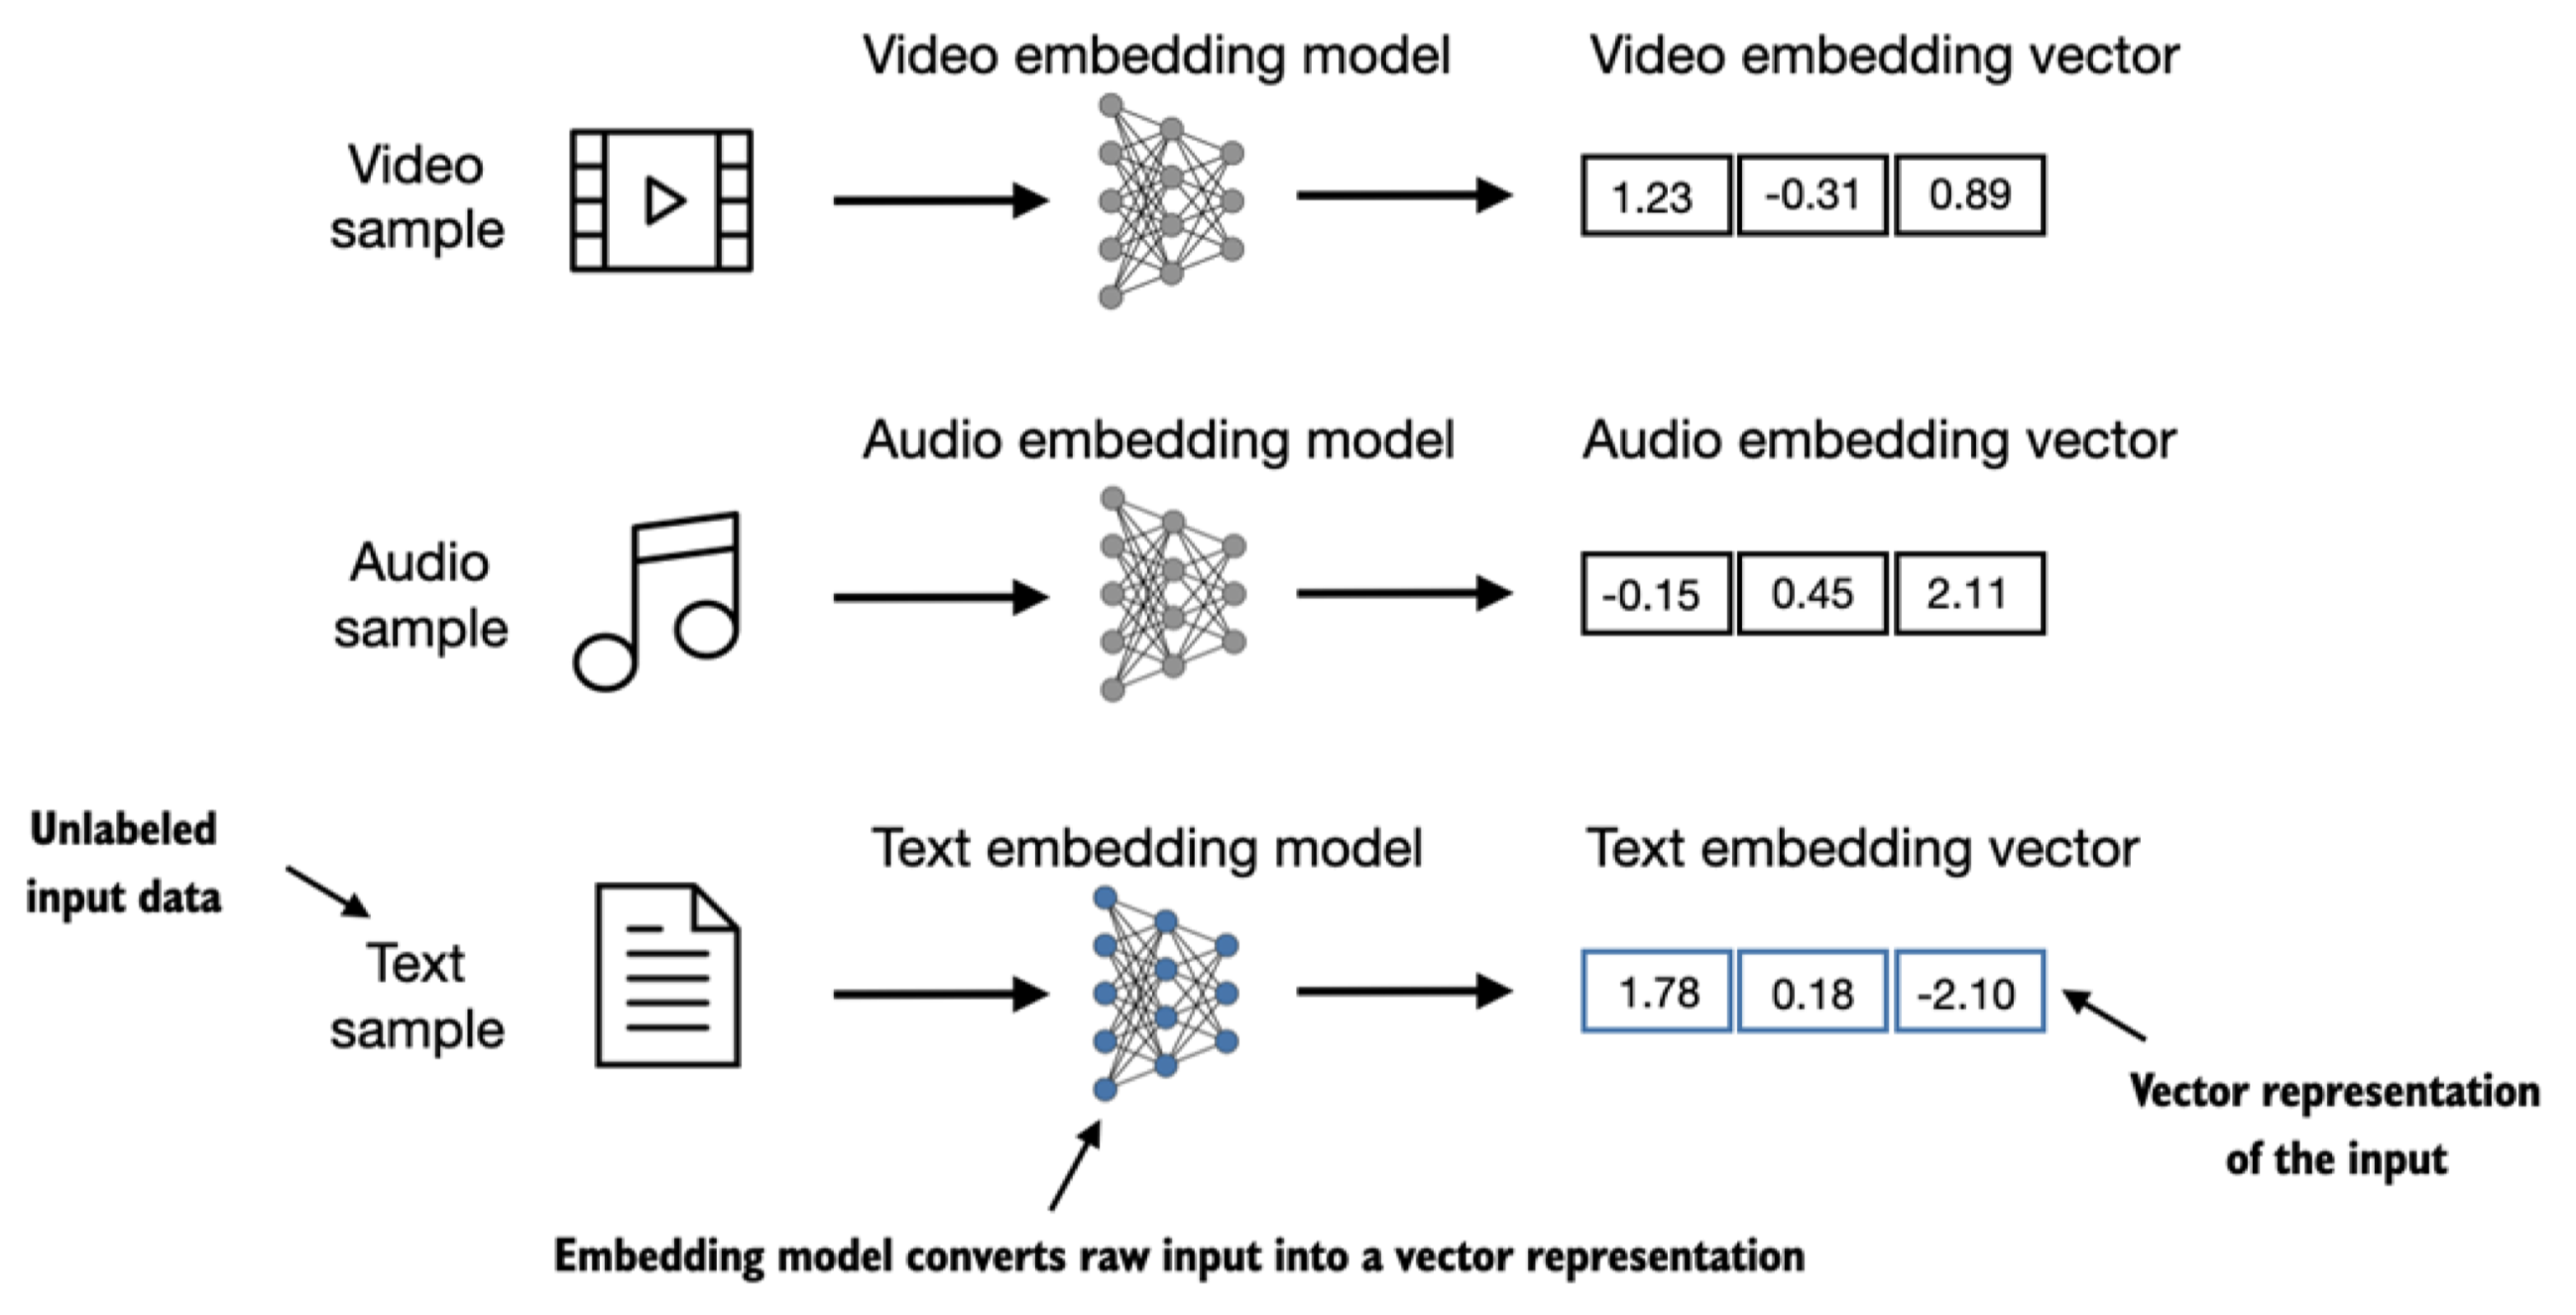 Video embedding model
Video embedding vector
Video
sample
1.23
-0.31
0.89
Audio embedding model
Audio embedding vector
Audio
sample
-0.15
0.45
2.11
Unlabeled
input data
Text embedding model
Text embedding vector
Text
sample
1.78
0.18
-2.10
Vector representation
of the input
Embedding model converts raw input into a vector representation